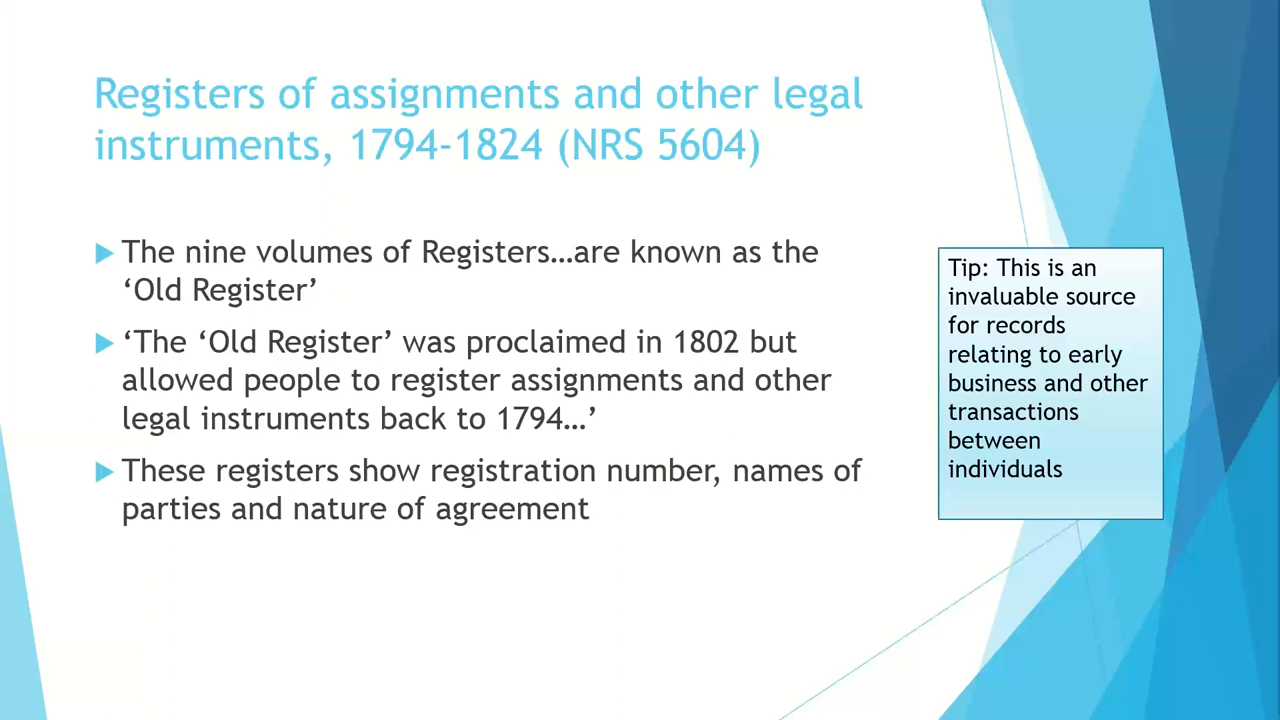 Registers of assignments and other legal
instruments, 1794-1824 (NRS 5604)
The nine volumes of Registers…are known as the
‘Old Register’
‘The ‘Old Register’ was proclaimed in 1802 but
allowed people to register assignments and other
legal instruments back to 1794…’
These registers show registration number, names of
parties and nature of agreement
Tip: This is an
invaluable source
for records
relating to early
business and other
transactions
between
individuals